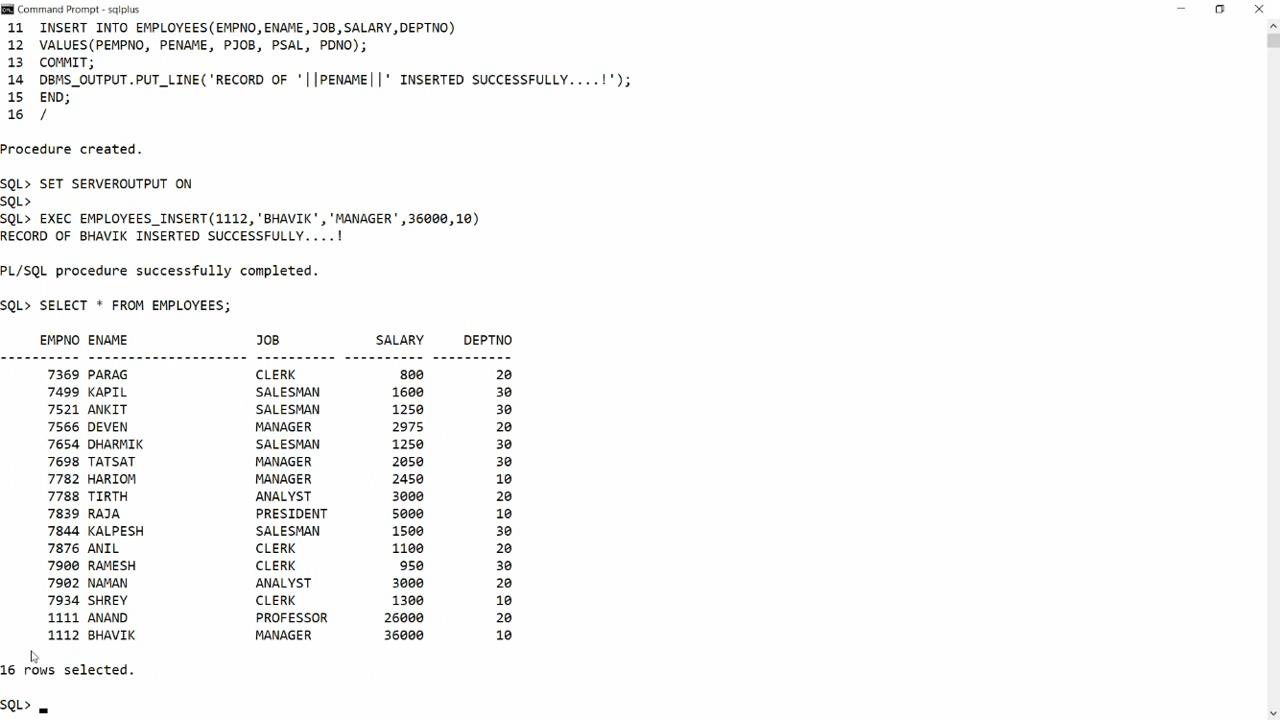 Command Prompt - sqlplus
11 INSERT INTO EMPLOYEES(EMPNO,ENAME,JOB,SALARY,DEPTNO)
12 VALUES(PEMPNO, PENAME, PJOB, PSAL, PDNO);
13 COMMIT;
14 DBMS_OUTPUT.PUT_LINE('RECORD OF '||PENAME||' INSERTED SUCCESSFULLY....!');
15 END;
16 /
Procedure created.
SQL> SET SERVEROUTPUT ON
SQL>
SQL> EXEC EMPLOYEES_INSERT(1112,'BHAVIK','MANAGER',36000,10)
RECORD OF BHAVIK INSERTED SUCCESSFULLY....!
PL/SQL procedure successfully completed.
SQL> SELECT * FROM EMPLOYEES;
EMPNO ENAME JOB SALARY DEPTNO
---------- -------------------- ---------- ---------- ----------
7369 PARAG CLERK 800 20
7499 KAPIL SALESMAN 1600 30
7521 ANKIT SALESMAN 1250 30
7566 DEVEN MANAGER 2975 20
7654 DHARMIK SALESMAN 1250 30
7698 TATSAT MANAGER 2050 30
7782 HARIOM MANAGER 2450 10
7788 TIRTH ANALYST 3000 20
7839 RAJA PRESIDENT 5000 10
7844 KALPESH SALESMAN 1500 30
7876 ANIL CLERK 1100 20
7900 RAMESH CLERK 950 30
7902 NAMAN ANALYST 3000 20
7934 SHREY CLERK 1300 10
1111 ANAND PROFESSOR 26000 20
1112 BHAVIK MANAGER 36000 10
16 rows selected.
SQL>